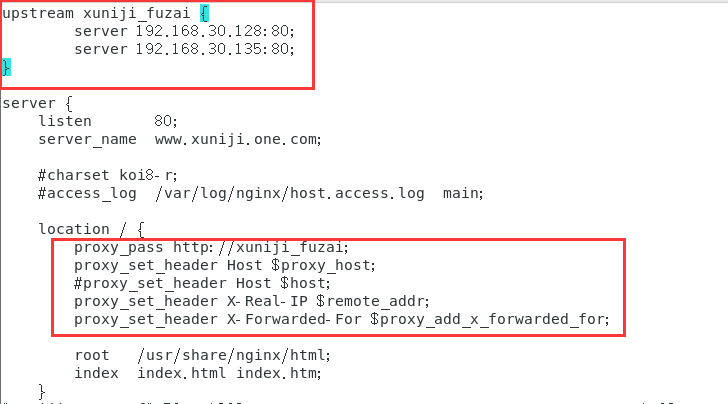 upstream xuniji_fuzai {
server 192.168.30.128:80;
server 192.168.30.135:80;
}
server {
listen 80;
server_name www.xuniji.one.com;
#charset koi8-r;
#access_log /var/log/nginx/host.access.log main;
location / {
proxy_pass http://xuniji_fuzai;
proxy_set_header Host $proxy_host;
#proxy_set_header Host $host;
proxy_set_header X-Real-IP $remote_addr;
proxy_set_header X-Forwarded-For $proxy_add_x_forwarded_for;
root /usr/share/nginx/html;
index index.html index.htm;
}